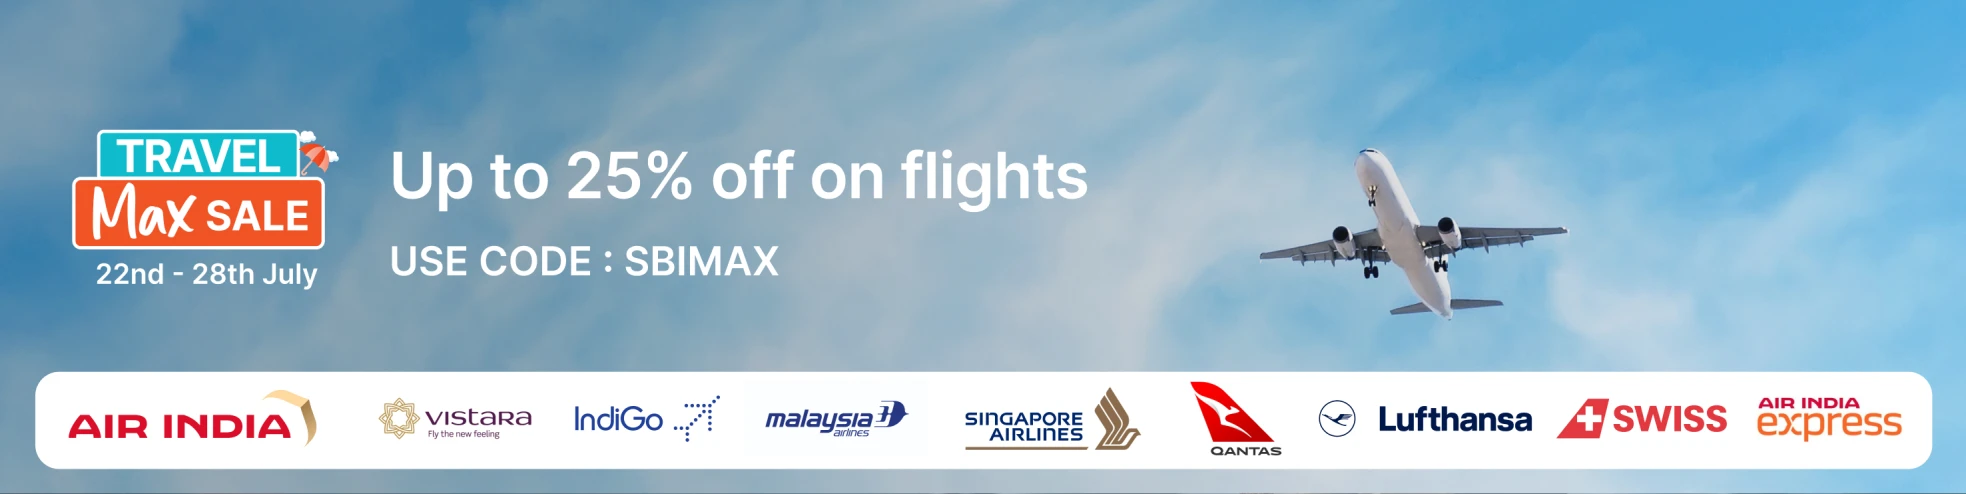 TRAVEL
Max SALE
22nd - 28th July
Up to 25% off on flights
USE CODE : SBIMAX
AIR INDIA
VISTARA
Fly the new feeling
IndiGo
malaysia
airlines
SINGAPORE
AIRLINES
QANTAS
Lufthansa
SWISS
AIR INDIA
express